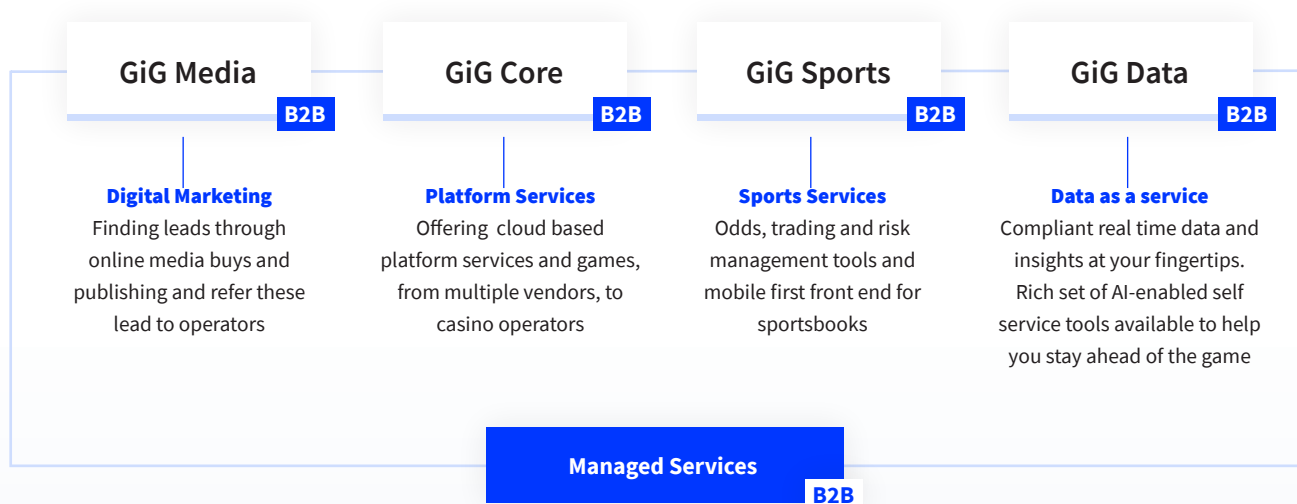 GiG Media
B2B
Digital Marketing
Finding leads through
online media buys and
publishing and refer these
lead to operators
GiG Core
B2B
Platform Services
Offering cloud based
platform services and games,
from multiple vendors, to
casino operators
GiG Sports
B2B
Sports Services
Odds, trading and risk
management tools and
mobile first front end for
sportsbooks
GiG Data
B2B
Data as a service
Compliant real time data and
insights at your fingertips.
Rich set of AI-enabled self
service tools available to help
you stay ahead of the game
Managed Services
B2B